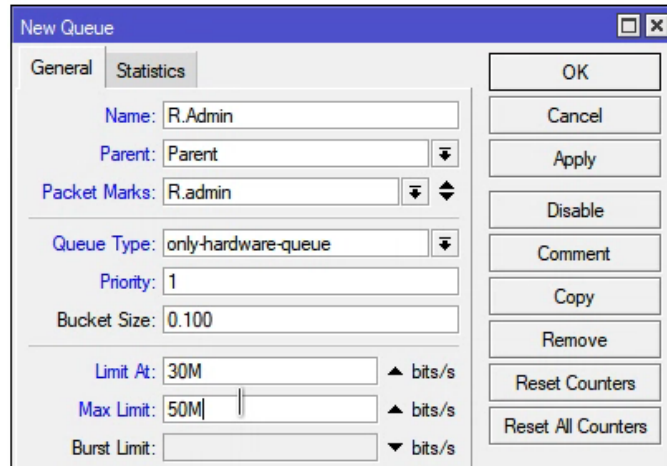 New Queue
General Statistics
Name: R.Admin
Parent: Parent
Packet Marks: R.admin
Queue Type: only-hardware-queue
Priority: 1
Bucket Size: 0.100
Limit At: 30M bits/s
Max Limit: 50M bits/s
Burst Limit: bits/s
OK
Cancel
Apply
Disable
Comment
Copy
Remove
Reset Counters
Reset All Counters